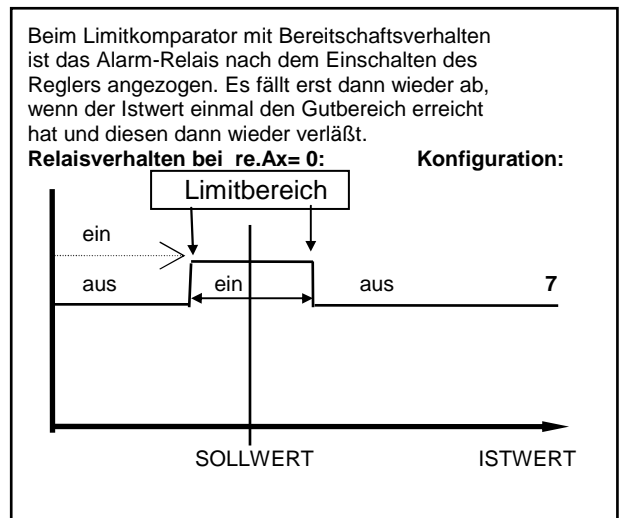 Beim Limitkomparator mit Bereitschaftsverhalten
ist das Alarm-Relais nach dem Einschalten des
Reglers angezogen. Es fällt erst dann wieder ab,
wenn der Istwert einmal den Gutbereich erreicht
hat und diesen dann wieder verläßt.
Relaisverhalten bei re.Ax= 0: Konfiguration:
Limitbereich
ein
aus ein aus 7
SOLLWERT ISTWERT